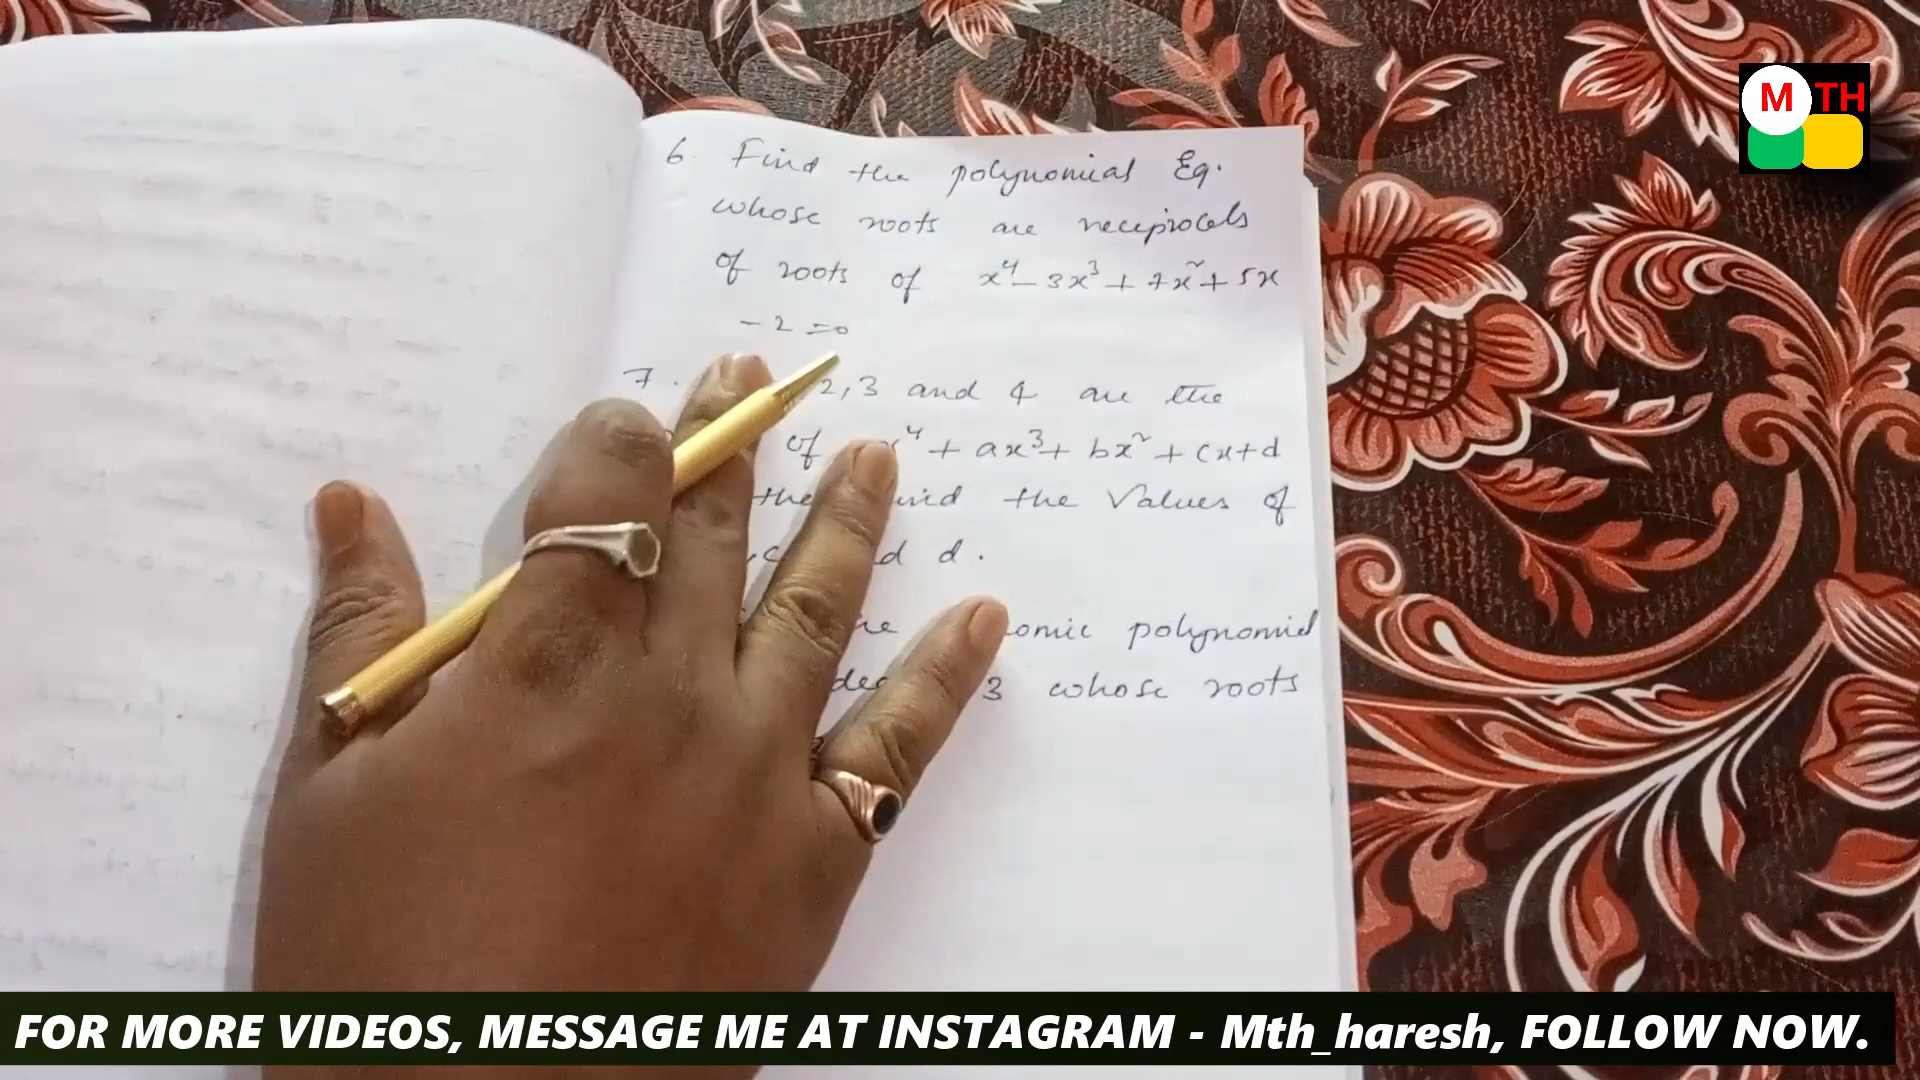 M TH
6. Find the polynomial Eq.
whose roots are reciprocals
of roots of x⁴ - 3x³ + 7x² + 5x
- 2 = 0
7. 2, 3 and 4 are the
of x⁴ + ax³ + bx² + cx + d
the the Values of
c d d.
polynomial
3 whose roots
FOR MORE VIDEOS, MESSAGE ME AT INSTAGRAM - Mth_haresh, FOLLOW NOW.